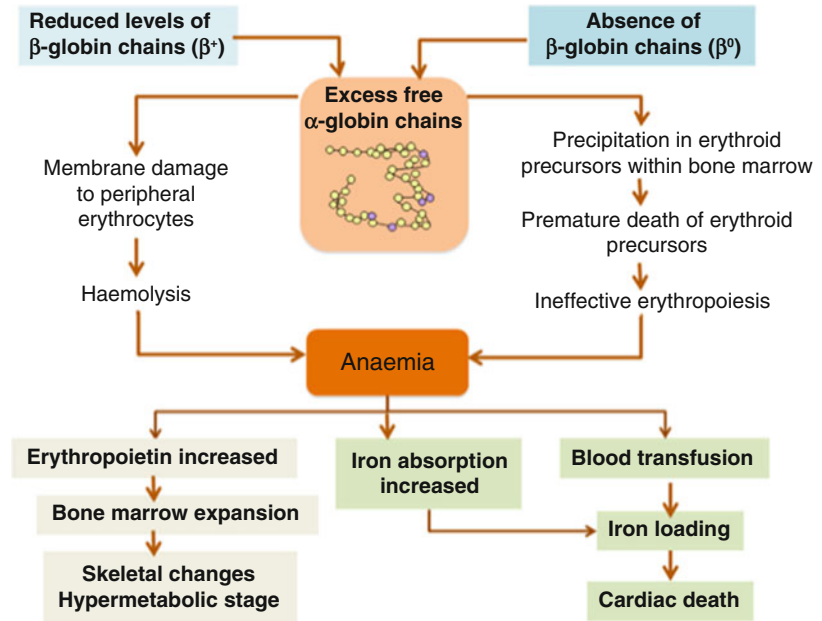 Reduced levels of
β-globin chains (β⁺)
Absence of
β-globin chains (β⁰)
Excess free
α-globin chains
Membrane damage
to peripheral
erythrocytes
Haemolysis
Precipitation in erythroid
precursors within bone marrow
Premature death of erythroid
precursors
Ineffective erythropoiesis
Anaemia
Erythropoietin increased
Bone marrow expansion
Skeletal changes
Hypermetabolic stage
Iron absorption
increased
Blood transfusion
Iron loading
Cardiac death